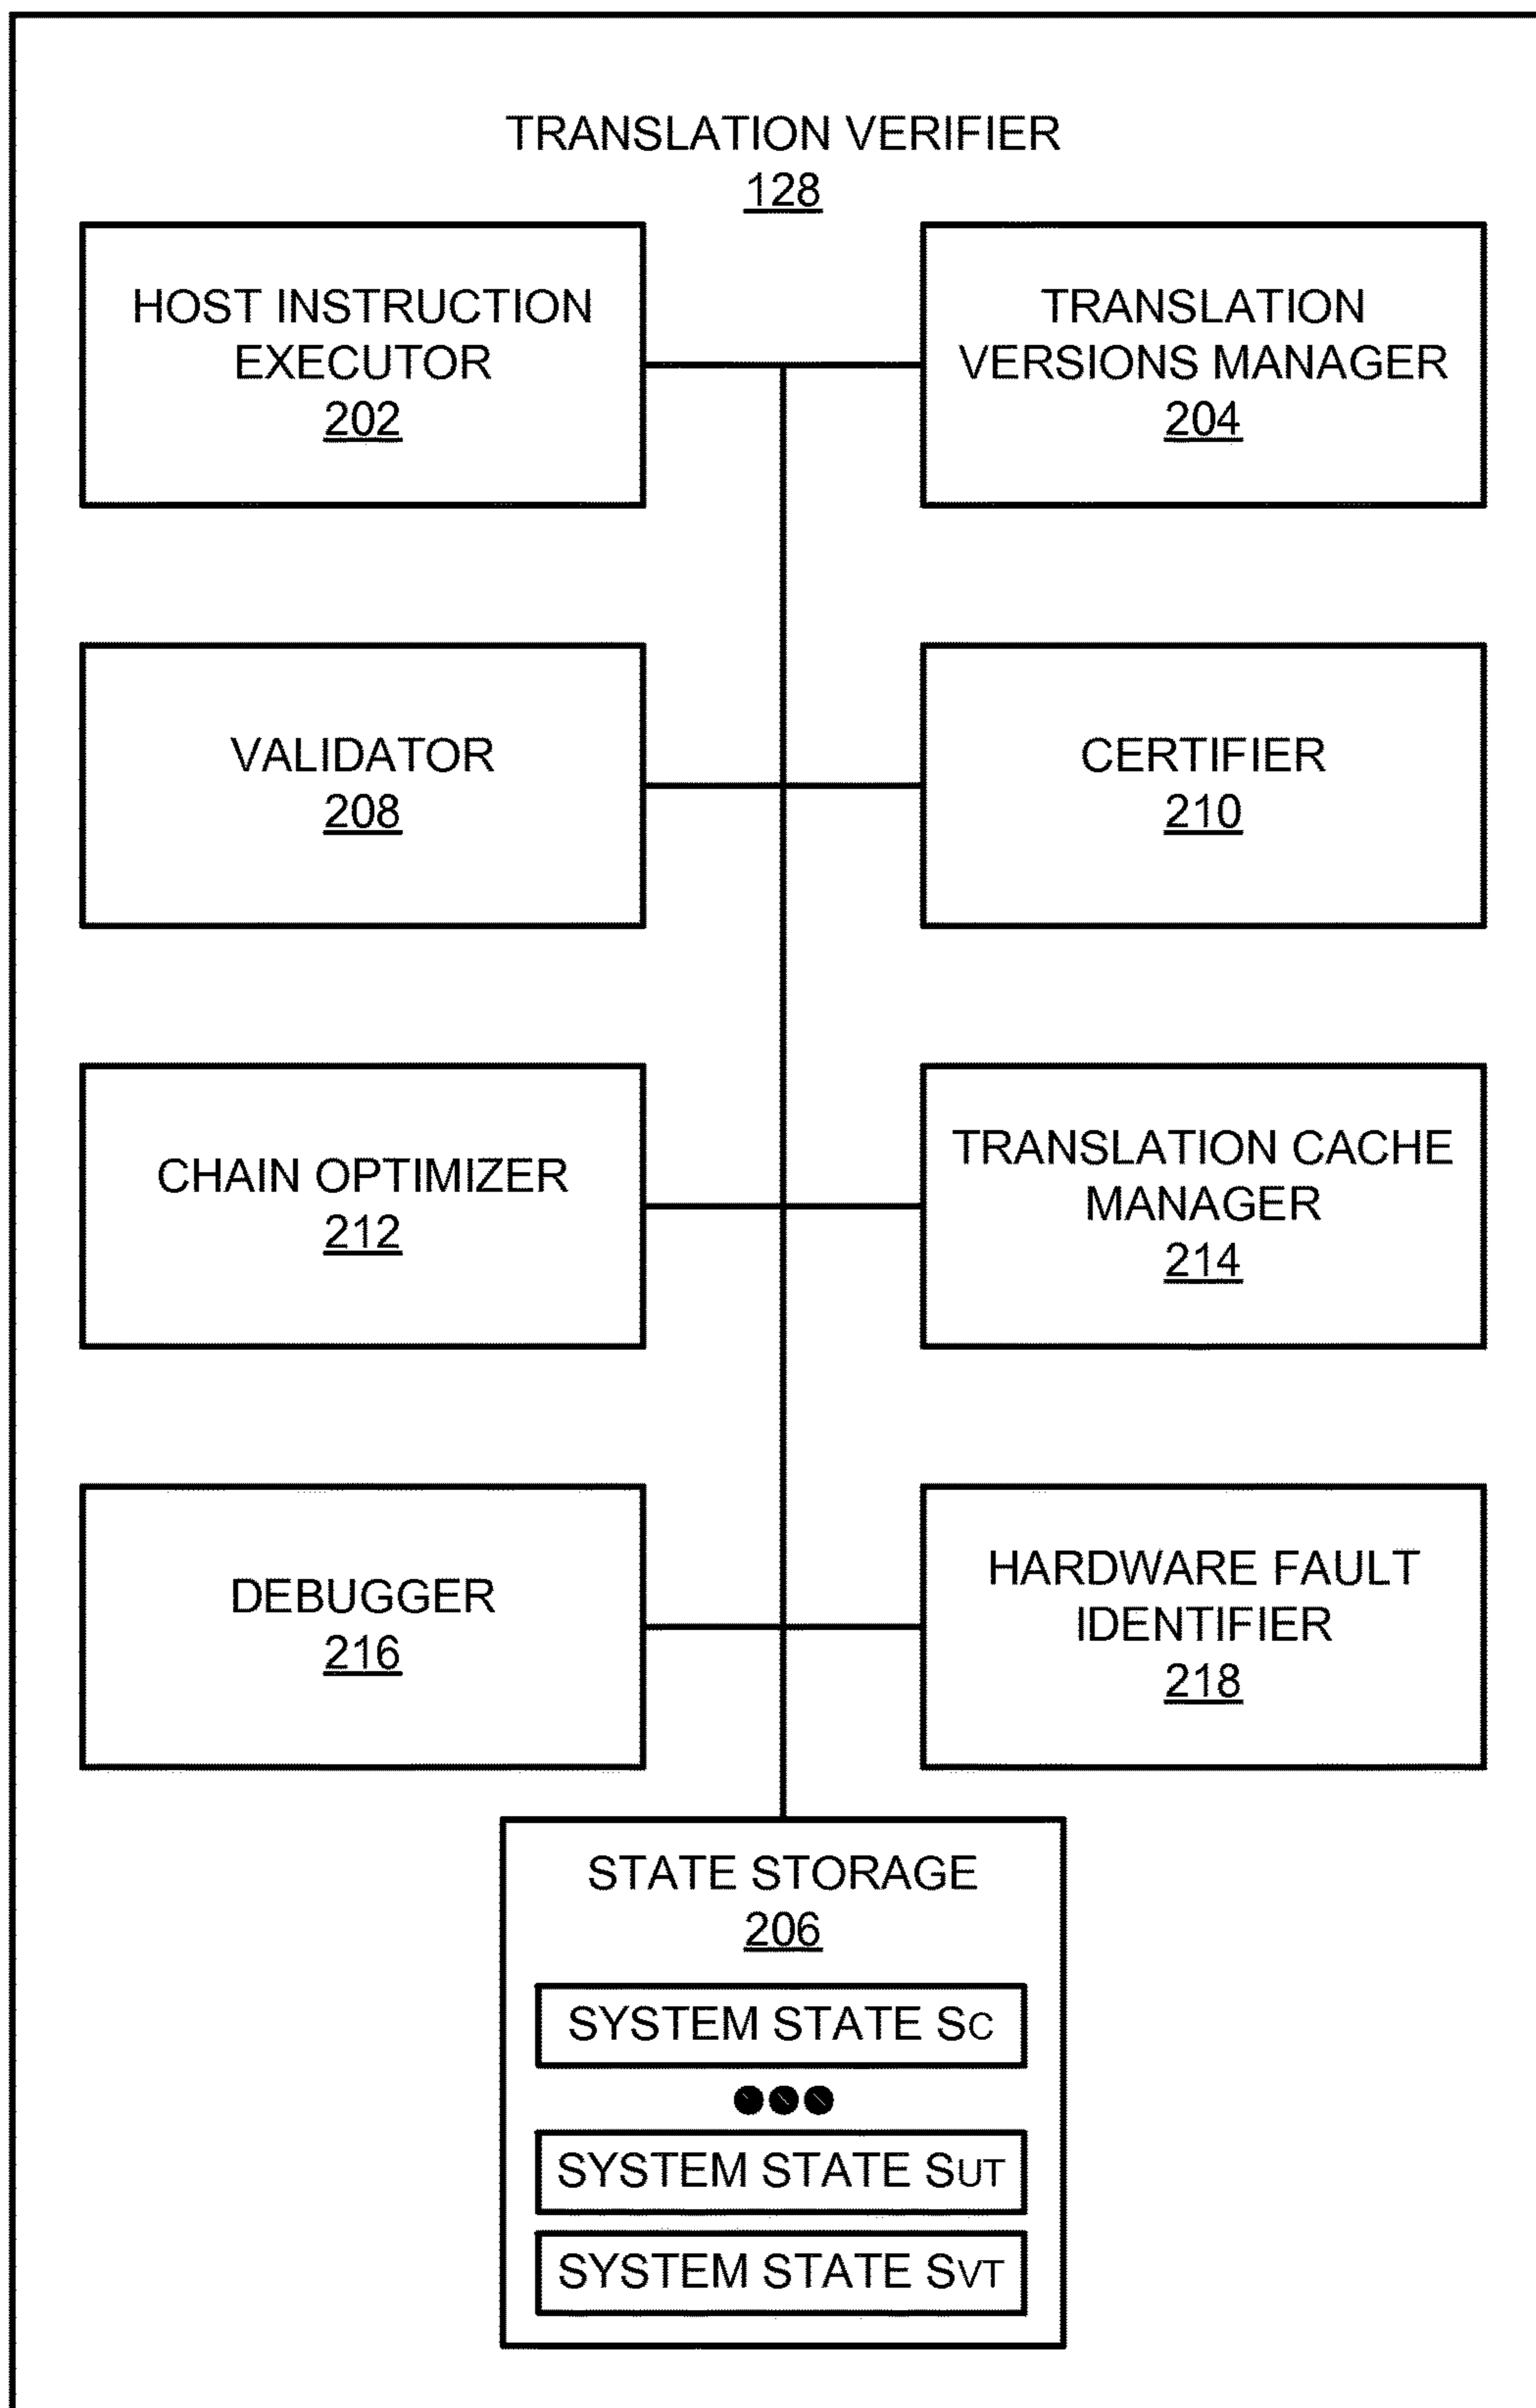 TRANSLATION VERIFIER
128
HOST INSTRUCTION
EXECUTOR
202
TRANSLATION
VERSIONS MANAGER
204
VALIDATOR
208
CERTIFIER
210
CHAIN OPTIMIZER
212
TRANSLATION CACHE
MANAGER
214
DEBUGGER
216
HARDWARE FAULT
IDENTIFIER
218
STATE STORAGE
206
SYSTEM STATE SC
SYSTEM STATE SUT
SYSTEM STATE SVT